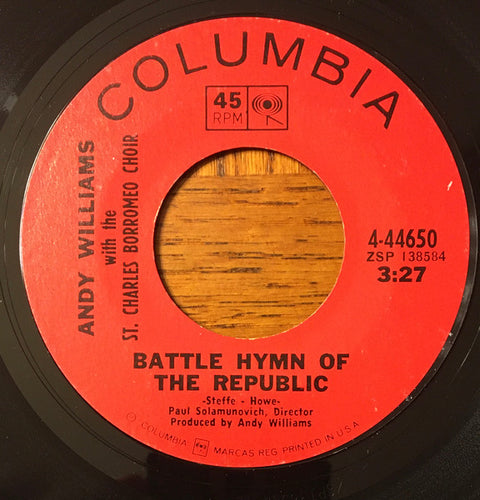 COLUMBIA
45
RPM
ANDY WILLIAMS
with the
ST. CHARLES BORROMEO CHOIR
4-44650
ZSP 138584
3:27
BATTLE HYMN OF
THE REPUBLIC
-Steffe - Howe-
Paul Solamunovich, Director
Produced by Andy Williams
© COLUMBIA MARCAS REG. PRINTED IN U.S.A.